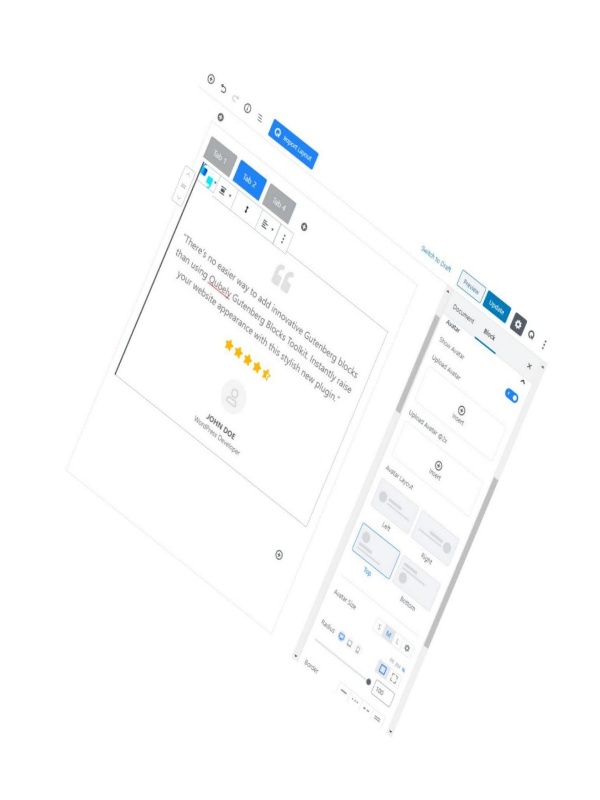 Import Layout
Switch to Draft
Preview
Update
Tab 1
Tab 2
Tab 4
"There's no easier way to add innovative Gutenberg blocks
than using Qubely Gutenberg Blocks Toolkit. Instantly raise
your website appearance with this stylish new plugin."
JOHN DOE
WordPress Developer
Document
Block
Avatar
Show Avatar
Upload Avatar
Insert
Upload Avatar @2x
Insert
Avatar Layout
Left
Right
Top
Bottom
Avatar Size
S
M
L
Radius
100
Border